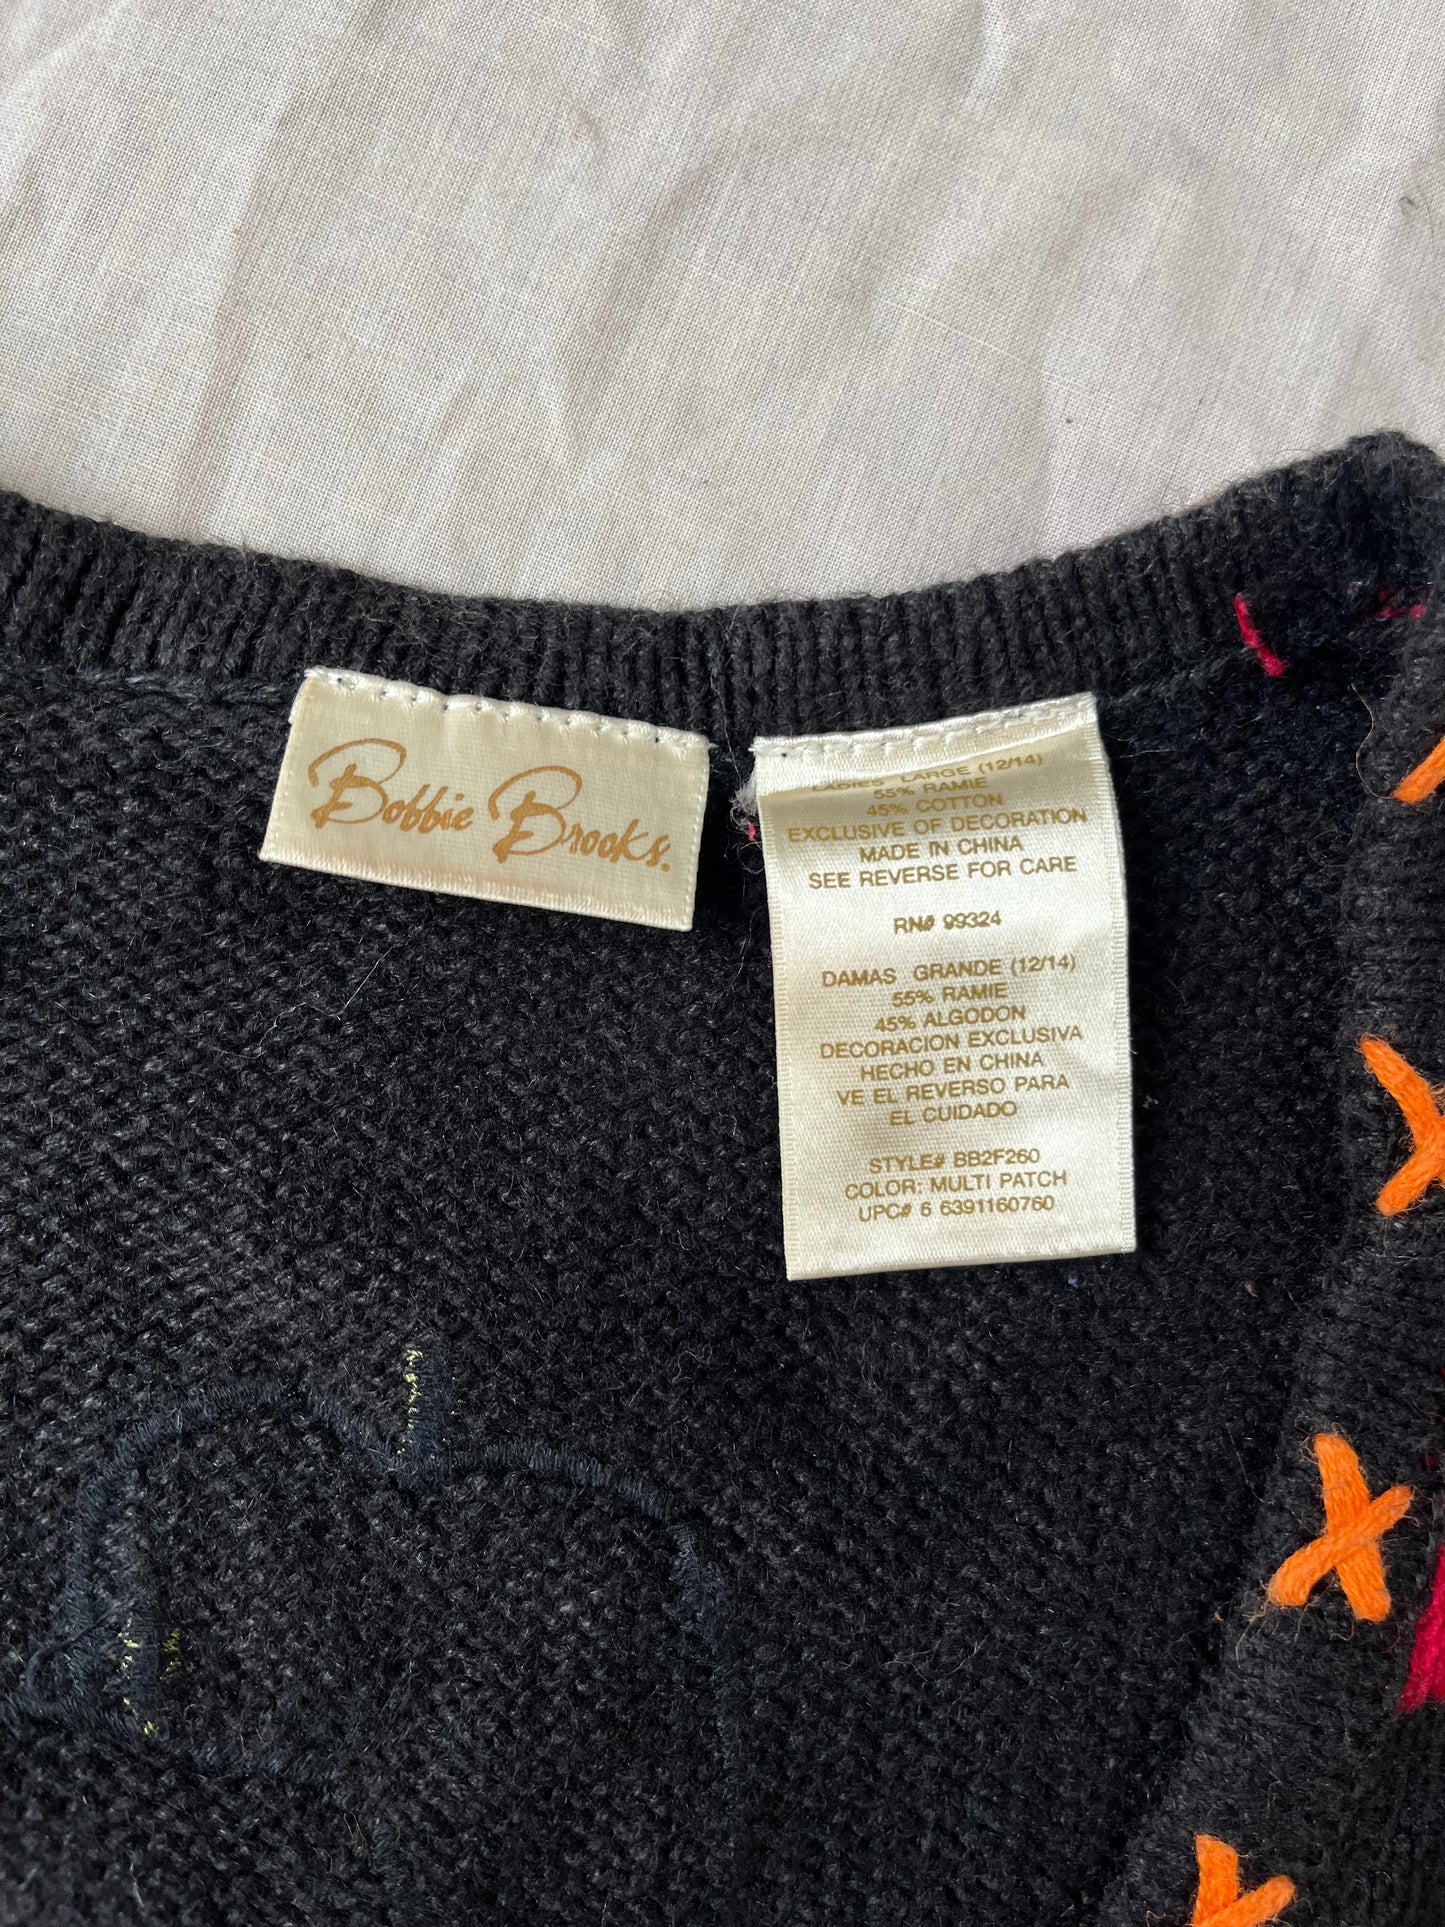 Bobbie Brooks.
LADIES LARGE (12/14)
55% RAMIE
45% COTTON
EXCLUSIVE OF DECORATION
MADE IN CHINA
SEE REVERSE FOR CARE
RN# 99324
DAMAS GRANDE (12/14)
55% RAMIE
45% ALGODON
DECORACION EXCLUSIVA
HECHO EN CHINA
VE EL REVERSO PARA
EL CUIDADO
STYLE# BB2F260
COLOR: MULTI PATCH
UPC# 6 6391160760